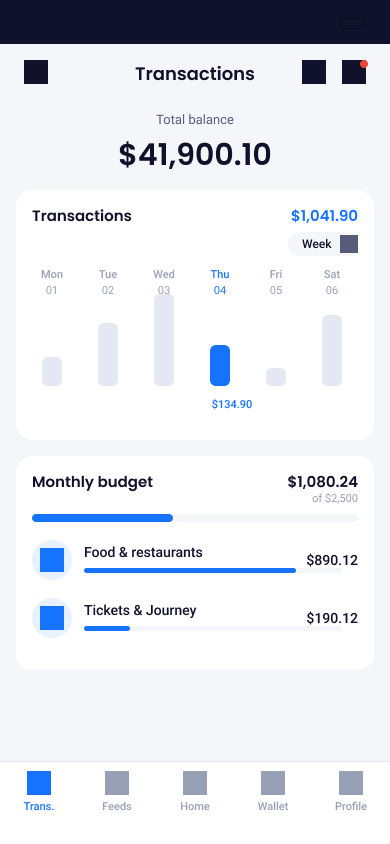 Transactions
Total balance
$41,900.10
Transactions
$1,041.90
Week
Mon Tue Wed Thu Fri Sat
01 02 03 04 05 06
$134.90
Monthly budget
$1,080.24
of $2,500
Food & restaurants
$890.12
Tickets & Journey
$190.12
Trans. Feeds Home Wallet Profile